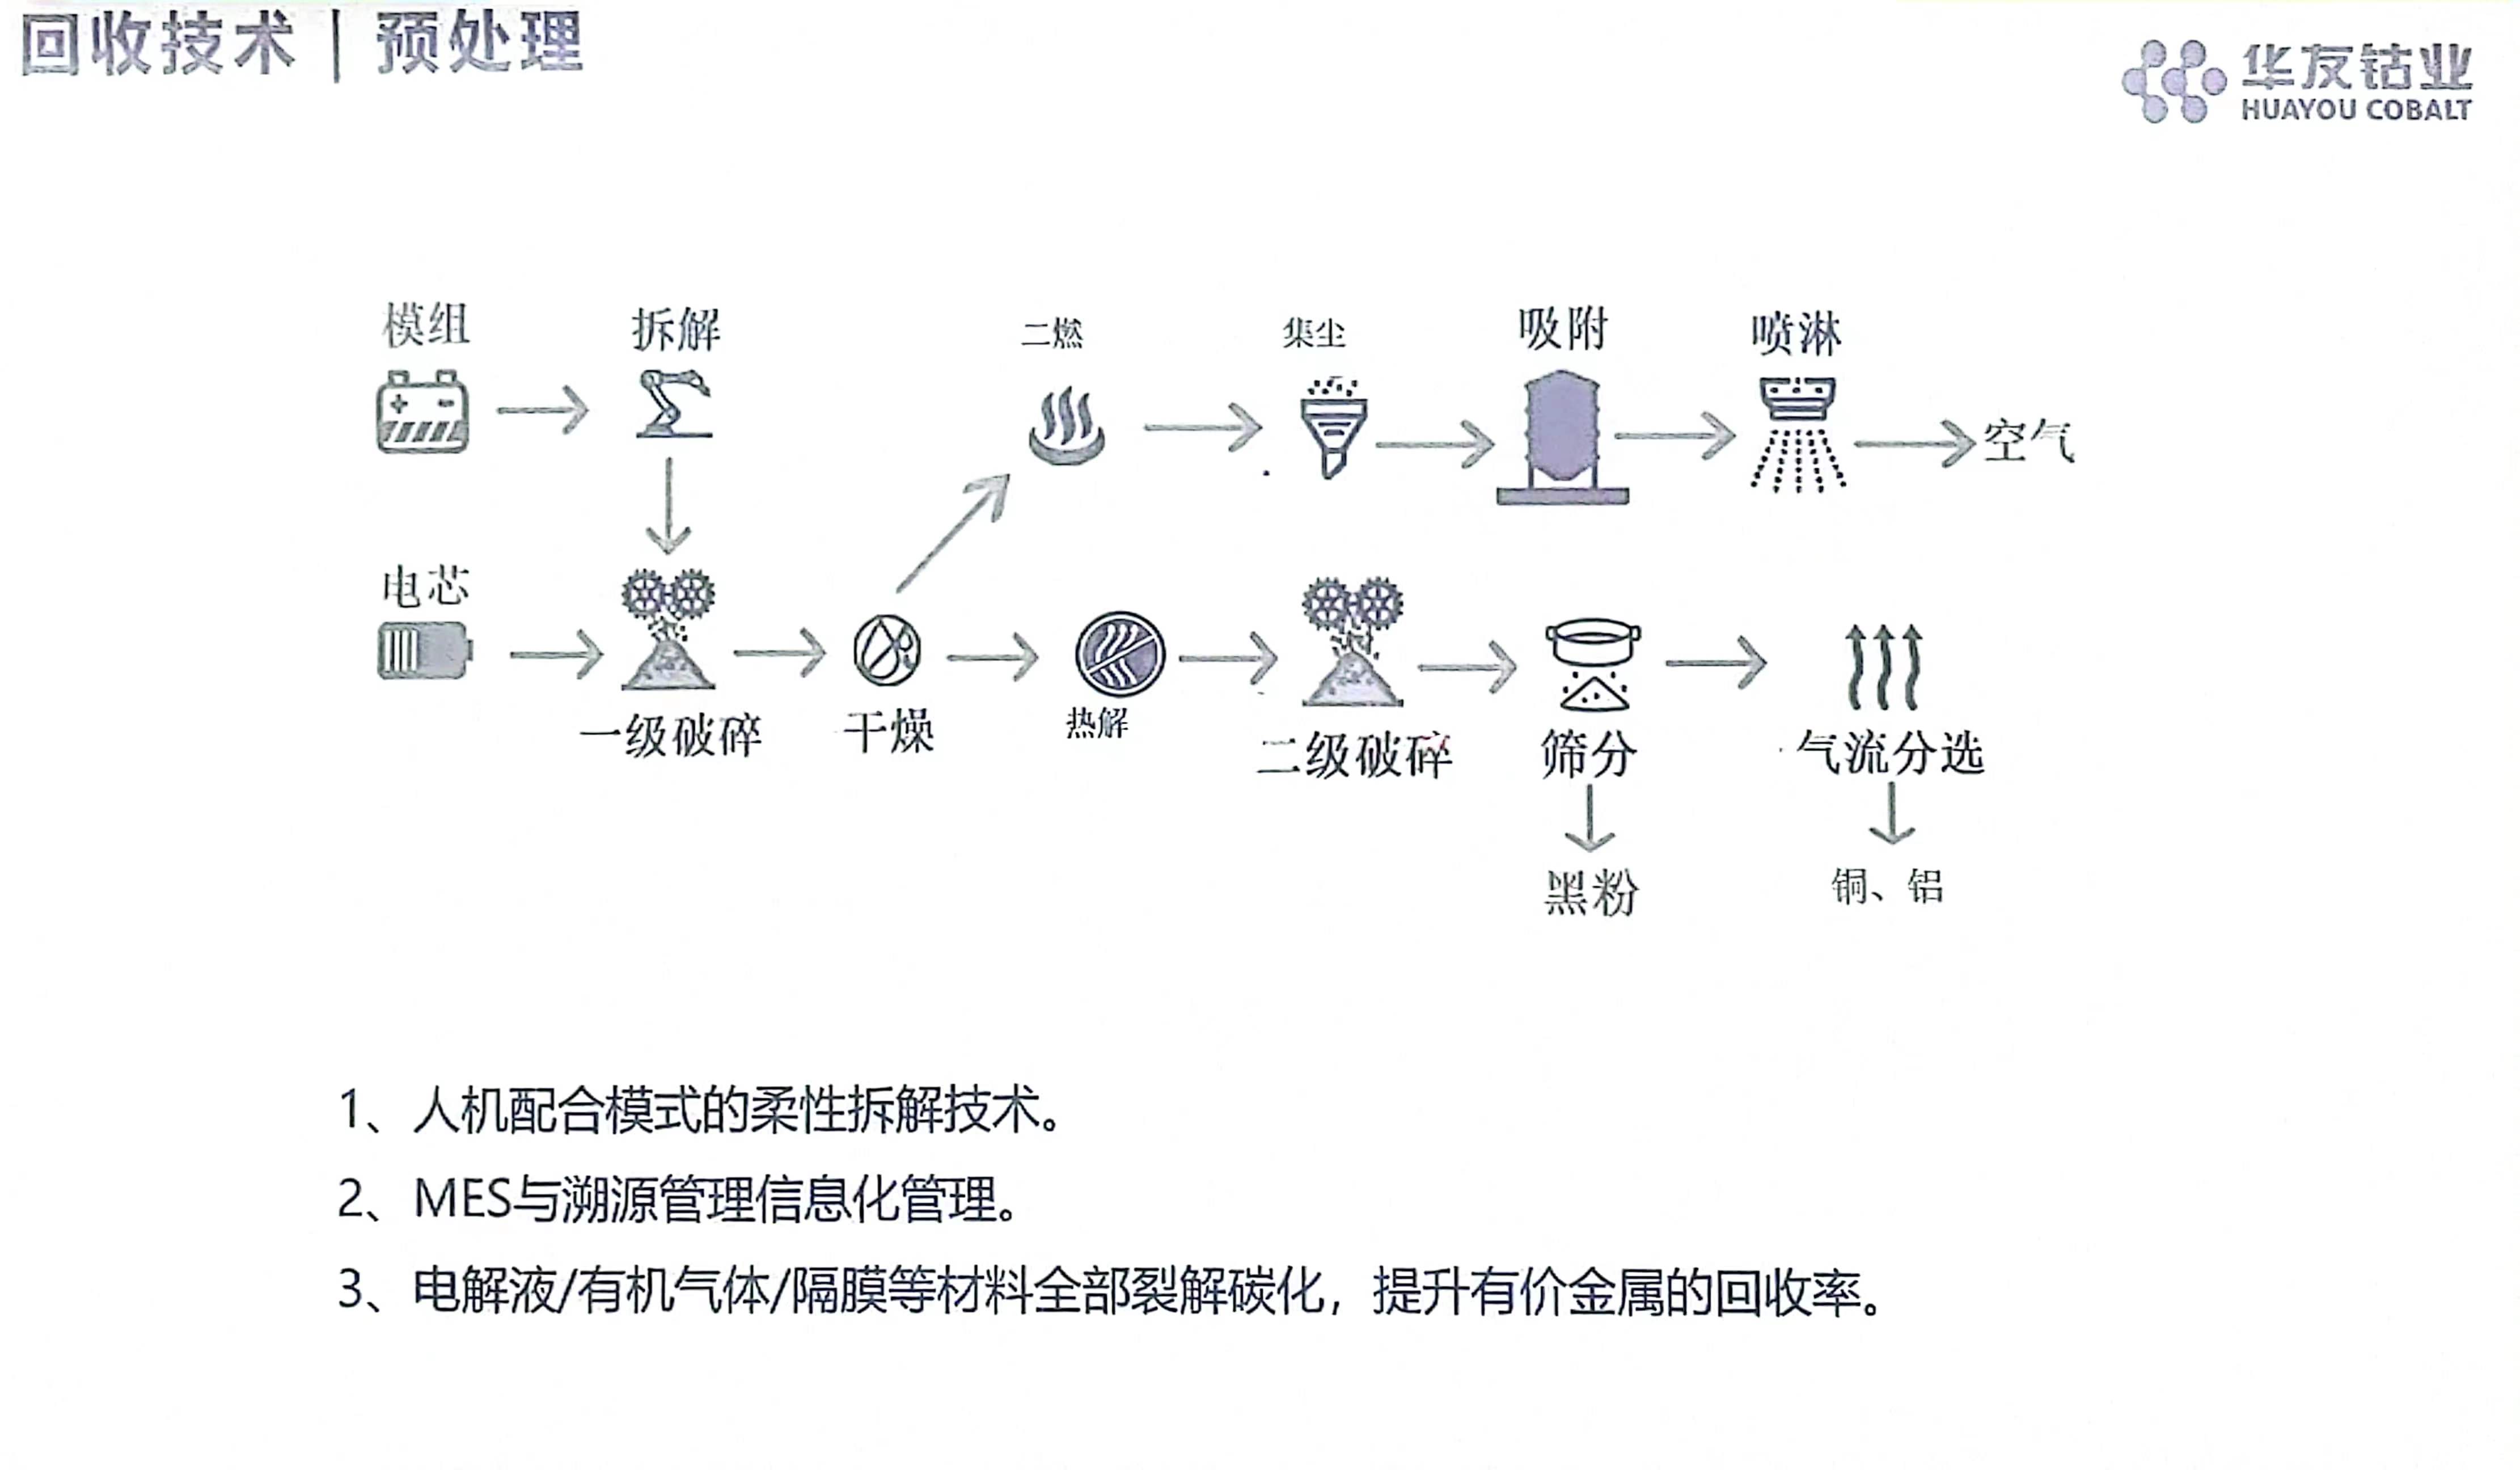 回收技术 | 预处理
华友钴业
HUAYOU COBALT
模组
拆解
二燃
集尘
吸附
喷淋
空气
电芯
一级破碎
干燥
热解
二级破碎
筛分
气流分选
黑粉
铜、铝
1、人机配合模式的柔性拆解技术。
2、MES与溯源管理信息化管理。
3、电解液/有机气体/隔膜等材料全部裂解碳化，提升有价金属的回收率。